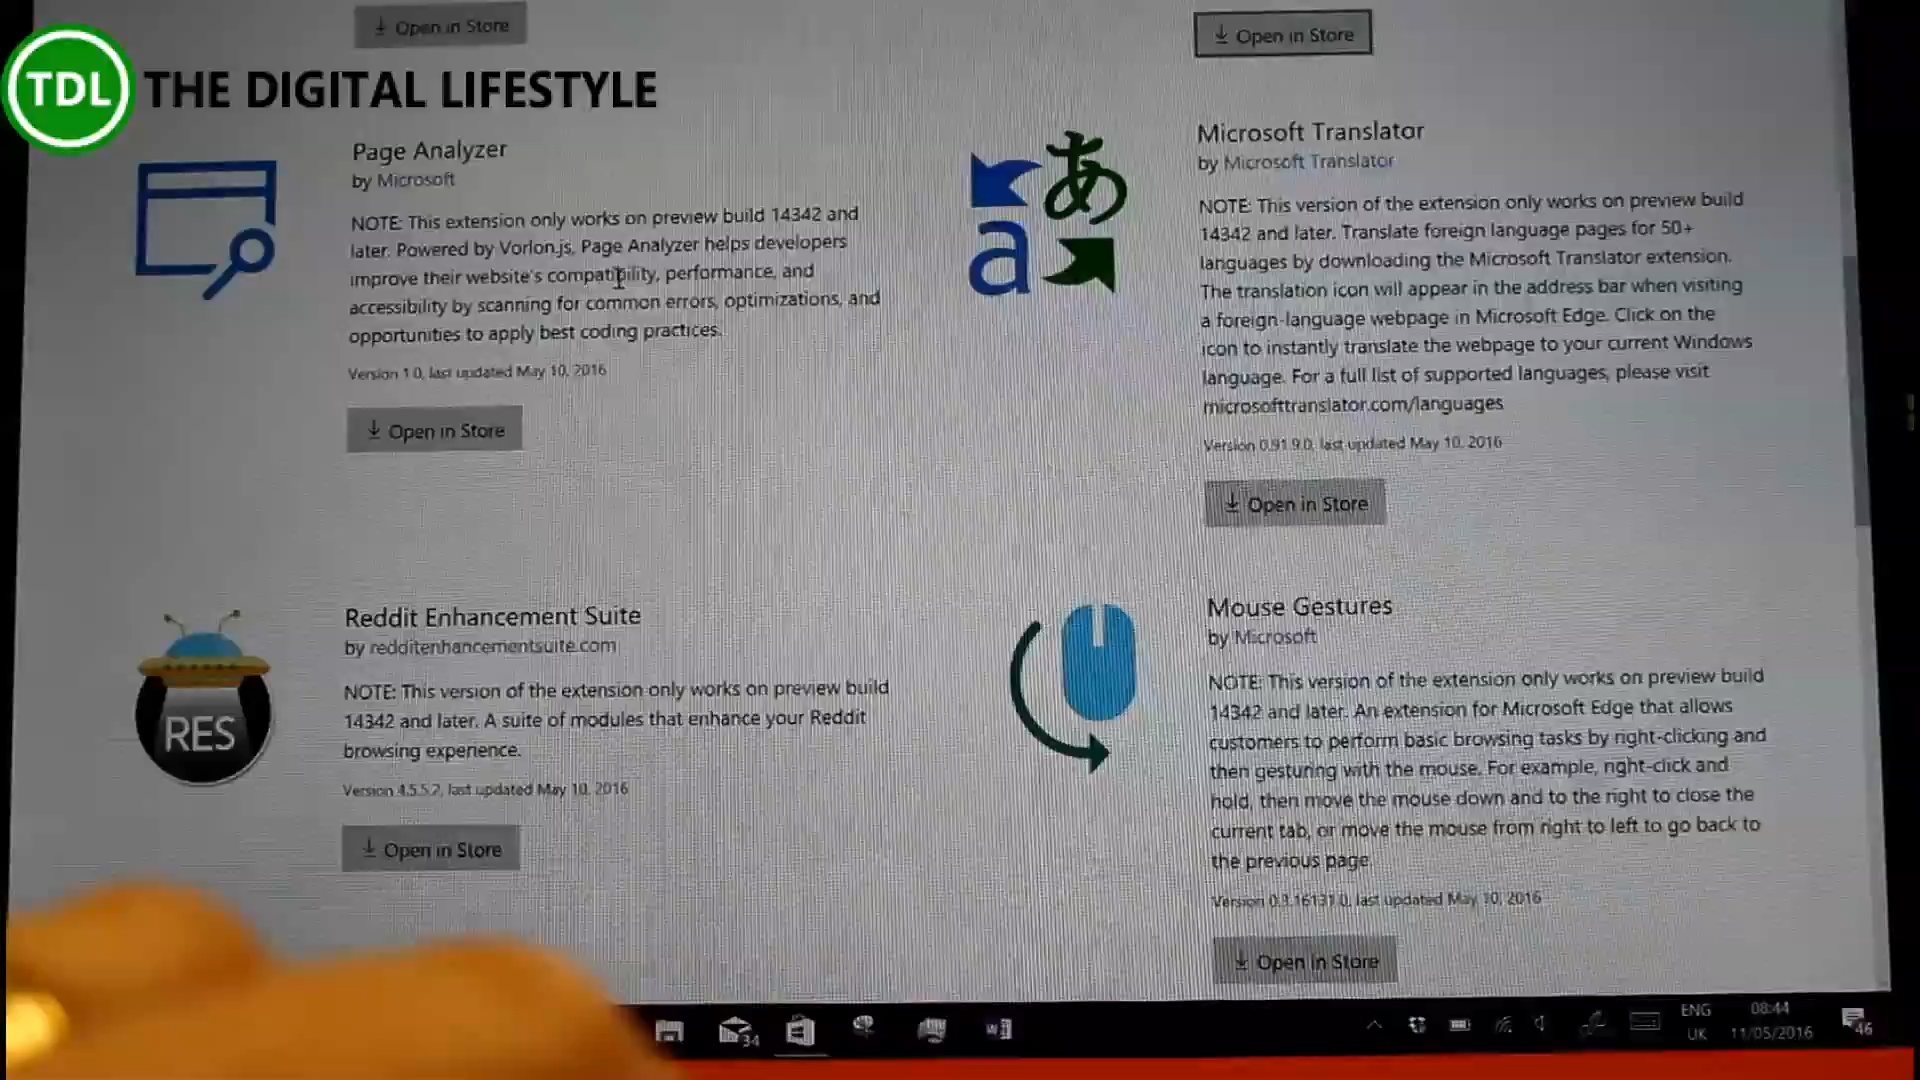 Open in Store
Open in Store
TDL THE DIGITAL LIFESTYLE
Page Analyzer
by Microsoft
NOTE: This extension only works on preview build 14342 and
later. Powered by Vorlon.js, Page Analyzer helps developers
improve their website's compatibility, performance, and
accessibility by scanning for common errors, optimizations, and
opportunities to apply best coding practices.
Version 1.0, last updated May 10, 2016
Open in Store
あ
a
Microsoft Translator
by Microsoft Translator
NOTE: This version of the extension only works on preview build
14342 and later. Translate foreign language pages for 50+
languages by downloading the Microsoft Translator extension.
The translation icon will appear in the address bar when visiting
a foreign-language webpage in Microsoft Edge. Click on the
icon to instantly translate the webpage to your current Windows
language. For a full list of supported languages, please visit
microsofttranslator.com/languages
Version 0.91.9.0, last updated May 10, 2016
Open in Store
RES
Reddit Enhancement Suite
by redditenhancementsuite.com
NOTE: This version of the extension only works on preview build
14342 and later. A suite of modules that enhance your Reddit
browsing experience.
Version 4.5.5.2, last updated May 10, 2016
Open in Store
Mouse Gestures
by Microsoft
NOTE: This version of the extension only works on preview build
14342 and later. An extension for Microsoft Edge that allows
customers to perform basic browsing tasks by right-clicking and
then gesturing with the mouse. For example, right-click and
hold, then move the mouse down and to the right to close the
current tab, or move the mouse from right to left to go back to
the previous page.
Version 0.3.16131.0, last updated May 10, 2016
Open in Store
34
ENG
UK
08:44
11/05/2016
46